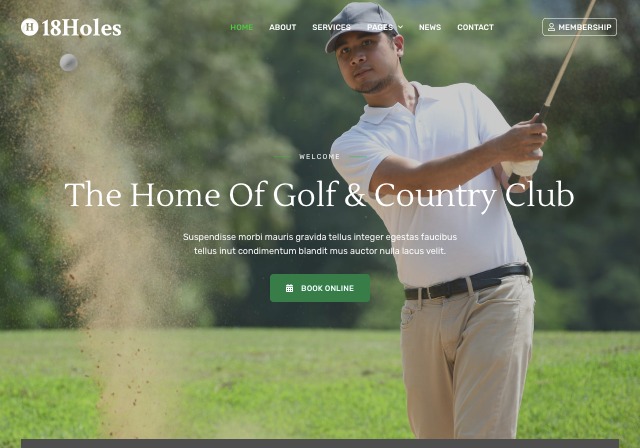 H 18Holes
HOME ABOUT SERVICES PAGES NEWS CONTACT
MEMBERSHIP
WELCOME
The Home Of Golf & Country Club
Suspendisse morbi mauris gravida tellus integer egestas faucibus
tellus inut condimentum blandit mus auctor nulla lacus velit.
BOOK ONLINE